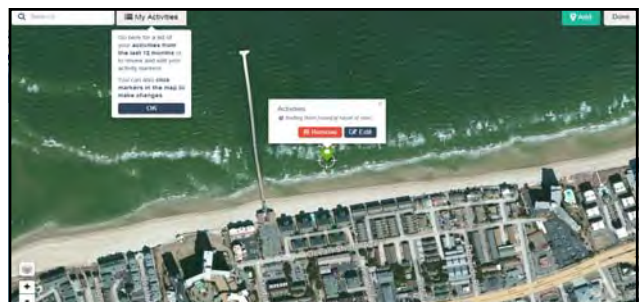 Search
My Activities
Add
Done
Go here for a list of
your activities from
the last 12 months or
to review and edit your
activity markers.
You can also click
markers in the map to
make changes.
OK
Activities
Remove
Edit